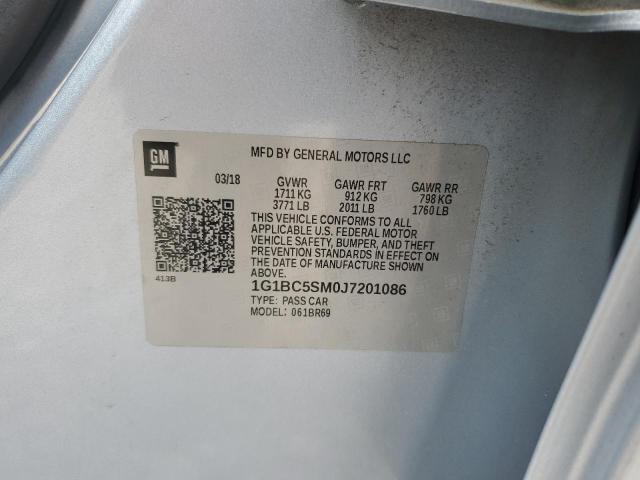 GM
MFD BY GENERAL MOTORS LLC
03/18 GVWR GAWR FRT GAWR RR
1711 KG 912 KG 798 KG
3771 LB 2011 LB 1760 LB
THIS VEHICLE CONFORMS TO ALL
APPLICABLE U.S. FEDERAL MOTOR
VEHICLE SAFETY, BUMPER, AND THEFT
PREVENTION STANDARDS IN EFFECT ON
THE DATE OF MANUFACTURE SHOWN
ABOVE.
413B
1G1BC5SM0J7201086
TYPE: PASS CAR
MODEL: 061BR69